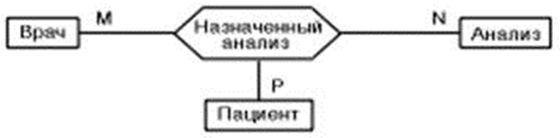 M
N
Врач
Назначенный
анализ
Анализ
P
Пациент